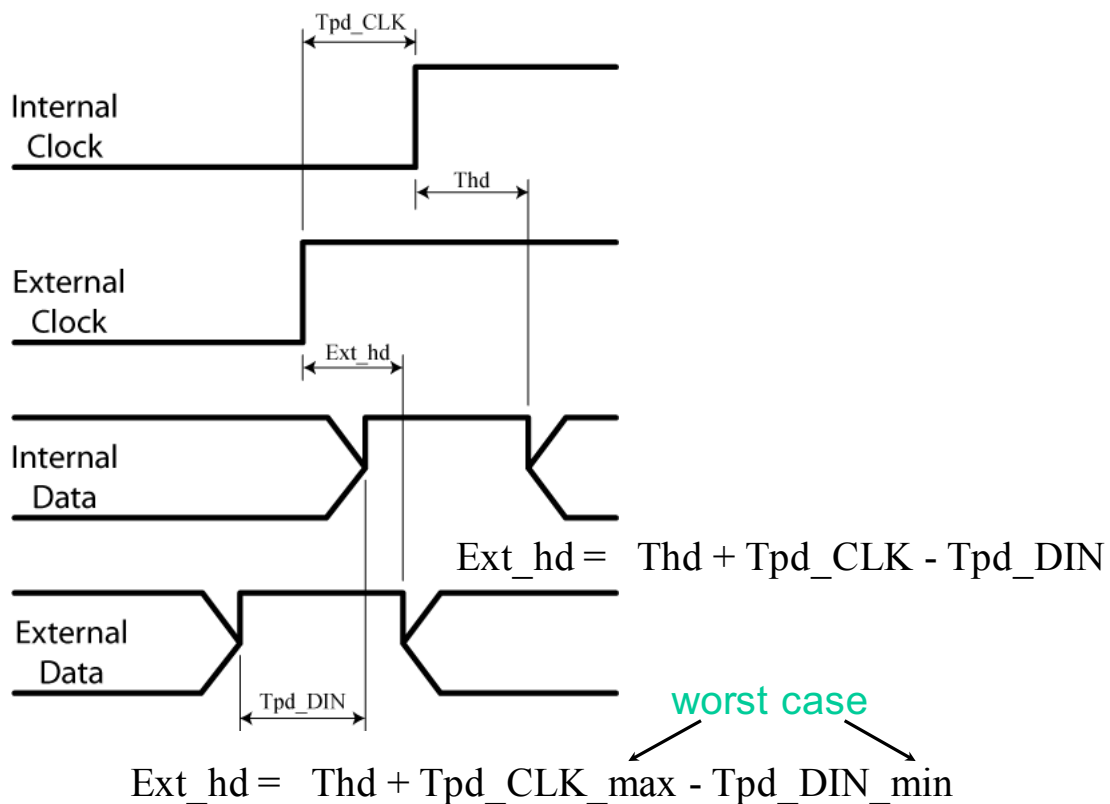 Tpd_CLK
Internal
Clock
Thd
External
Clock
Ext_hd
Internal
Data
Ext_hd = Thd + Tpd_CLK - Tpd_DIN
External
Data
Tpd_DIN
worst case
Ext_hd = Thd + Tpd_CLK_max - Tpd_DIN_min